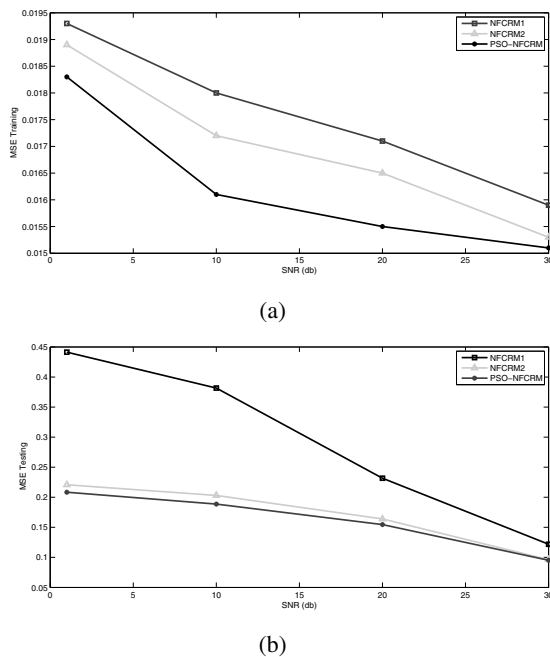 0.0195
0.019
0.0185
0.018
0.0175
0.017
0.0165
0.016
0.0155
0.015
MSE Training
NFCRM1
NFCRM2
PSO−NFCRM
0 5 10 15 20 25 30
SNR (db)
(a)
0.45
0.4
0.35
0.3
0.25
0.2
0.15
0.1
0.05
MSE Testing
NFCRM1
NFCRM2
PSO−NFCRM
0 5 10 15 20 25 30
SNR (db)
(b)